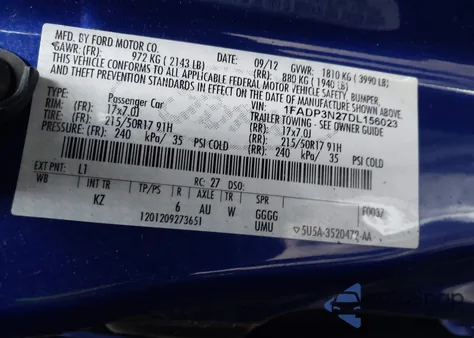 MFD. BY FORD MOTOR CO.
09/12 GVWR: 1810 KG ( 3990 LB)
GAWR: (FR) 972 KG ( 2143 LB) (RR) 880 KG ( 1940 LB)
THIS VEHICLE CONFORMS TO ALL APPLICABLE FEDERAL MOTOR VEHICLE SAFETY, BUMPER,
AND THEFT PREVENTION STANDARDS IN EFFECT ON THE DATE OF MANUFACTURE SHOWN ABOVE.
VIN: 1FADP3N27DL156023
TYPE: Passenger Car TRAILER TOWING - SEE OWNER GUIDE
RIM: (FR) 17x7.0J (RR) 17x7.0J
TIRES: (FR) 215/50R17 91H (RR) 215/50R17 91H
PRESSURE: (FR) 240 kPa/ 35 PSI COLD (RR) 240 kPa/ 35 PSI COLD
EXT PNT: L1 RC: 27 DSO:
WB INT TR TP/PS R AXLE SPR F0037
KZ 6 AU W GGGG
1201209273651 UMU 5U5A-3520472-AA